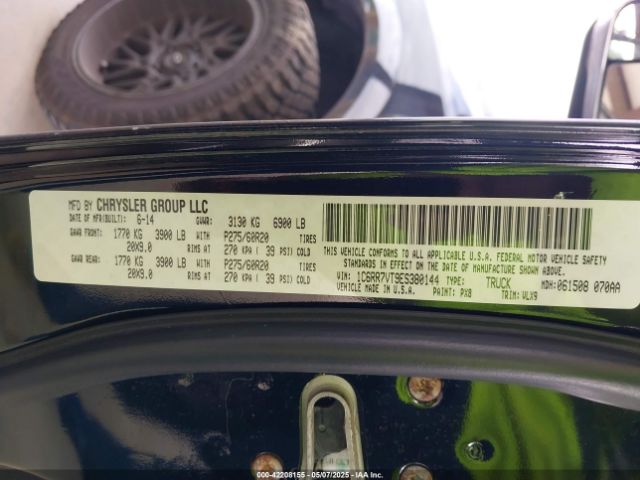 MFD BY CHRYSLER GROUP LLC
DATE OF MFR(BUILT): 6-14 GVWR: 3130 KG 6900 LB
GAWR FRONT: 1770 KG 3900 LB WITH P275/60R20 TIRES
20X9.0 RIMS AT 270 KPA( 39 PSI) COLD
GAWR REAR: 1770 KG 3900 LB WITH P275/60R20 TIRES
20X9.0 RIMS AT 270 KPA( 39 PSI) COLD
THIS VEHICLE CONFORMS TO ALL APPLICABLE U.S.A. FEDERAL MOTOR VEHICLE SAFETY
STANDARDS IN EFFECT ON THE DATE OF MANUFACTURE SHOWN ABOVE.
VIN: 1C6RR7VT9ES380144 TYPE: TRUCK MDH: 061508 070AA
VEHICLE MADE IN U.S.A. PAINT: PX8 TRIM: VLX9
IAA 42208155 — 05/07/2025 — IAAI.COM